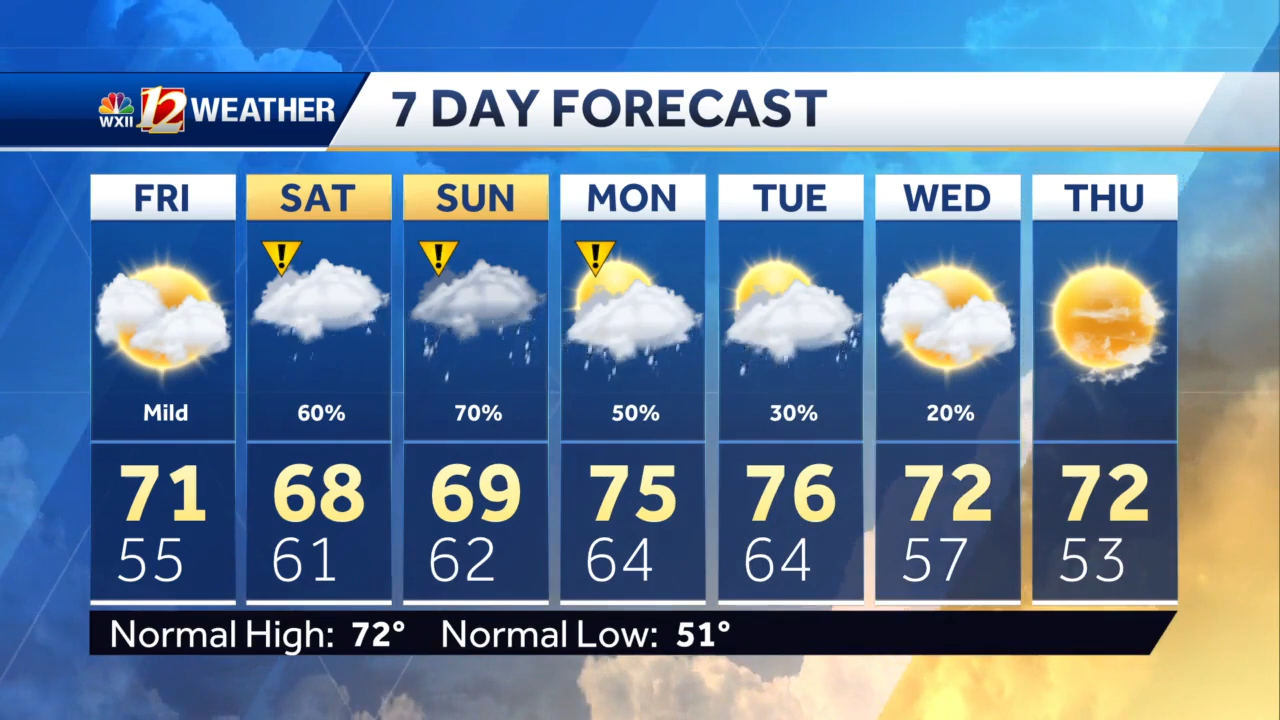 WXII 12 WEATHER
7 DAY FORECAST
FRI SAT SUN MON TUE WED THU
! ! !
Mild 60% 70% 50% 30% 20%
71 68 69 75 76 72 72
55 61 62 64 64 57 53
Normal High: 72° Normal Low: 51°